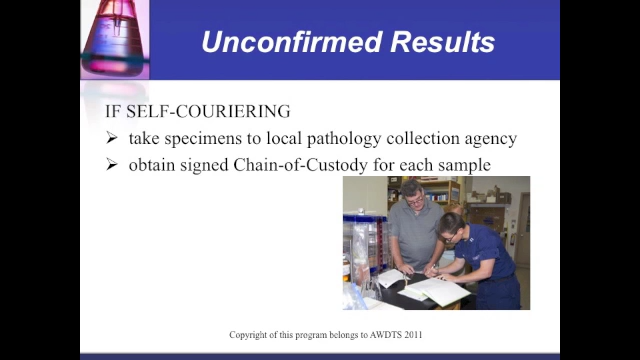 Unconfirmed Results
IF SELF-COURIERING
➢ take specimens to local pathology collection agency
➢ obtain signed Chain-of-Custody for each sample
Copyright of this program belongs to AWDTS 2011